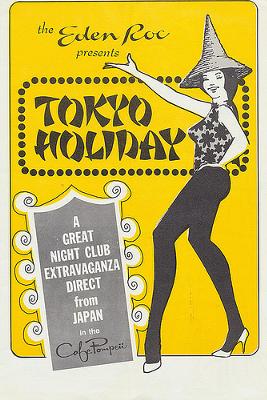 the Eden Roc
presents
TOKYO
HOLIDAY
A
GREAT
NIGHT CLUB
EXTRAVAGANZA
DIRECT
from
JAPAN
in the
Cafe Pompeii